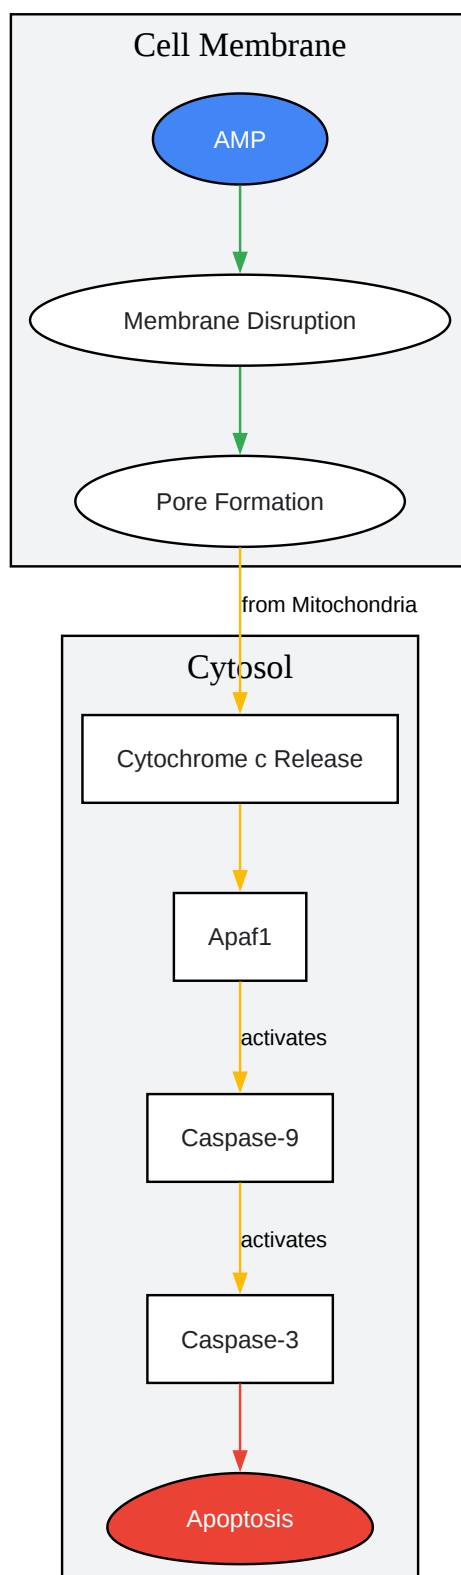 Cell Membrane
AMP
Membrane Disruption
Pore Formation
from Mitochondria
Cytosol
Cytochrome c Release
Apaf1
activates
Caspase-9
activates
Caspase-3
Apoptosis